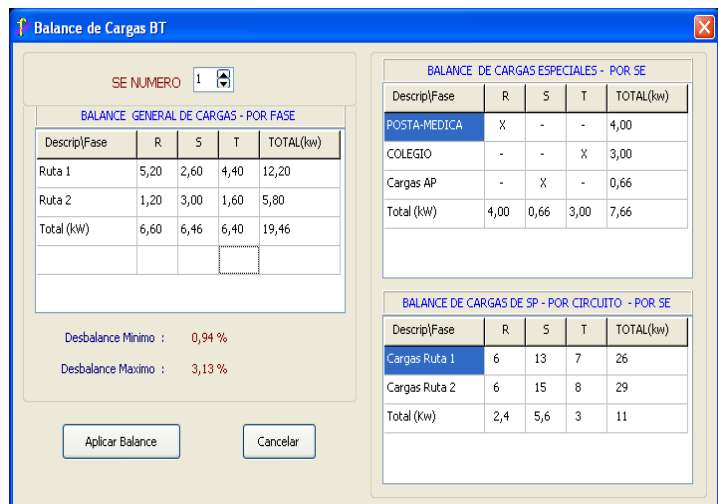 Balance de Cargas BT
SE NUMERO 1
BALANCE GENERAL DE CARGAS - POR FASE
Descrip\Fase R S T TOTAL(kw)
Ruta 1 5,20 2,60 4,40 12,20
Ruta 2 1,20 3,00 1,60 5,80
Total (kW) 6,60 6,46 6,40 19,46
Desbalance Minimo : 0,94 %
Desbalance Maximo : 3,13 %
Aplicar Balance Cancelar
BALANCE DE CARGAS ESPECIALES - POR SE
Descrip\Fase R S T TOTAL(kw)
POSTA-MEDICA X - - 4,00
COLEGIO - - X 3,00
Cargas AP - X - 0,66
Total (kW) 4,00 0,66 3,00 7,66
BALANCE DE CARGAS DE SP - POR CIRCUITO - POR SE
Descrip\Fase R S T TOTAL(kw)
Cargas Ruta 1 6 13 7 26
Cargas Ruta 2 6 15 8 29
Total (Kw) 2,4 5,6 3 11